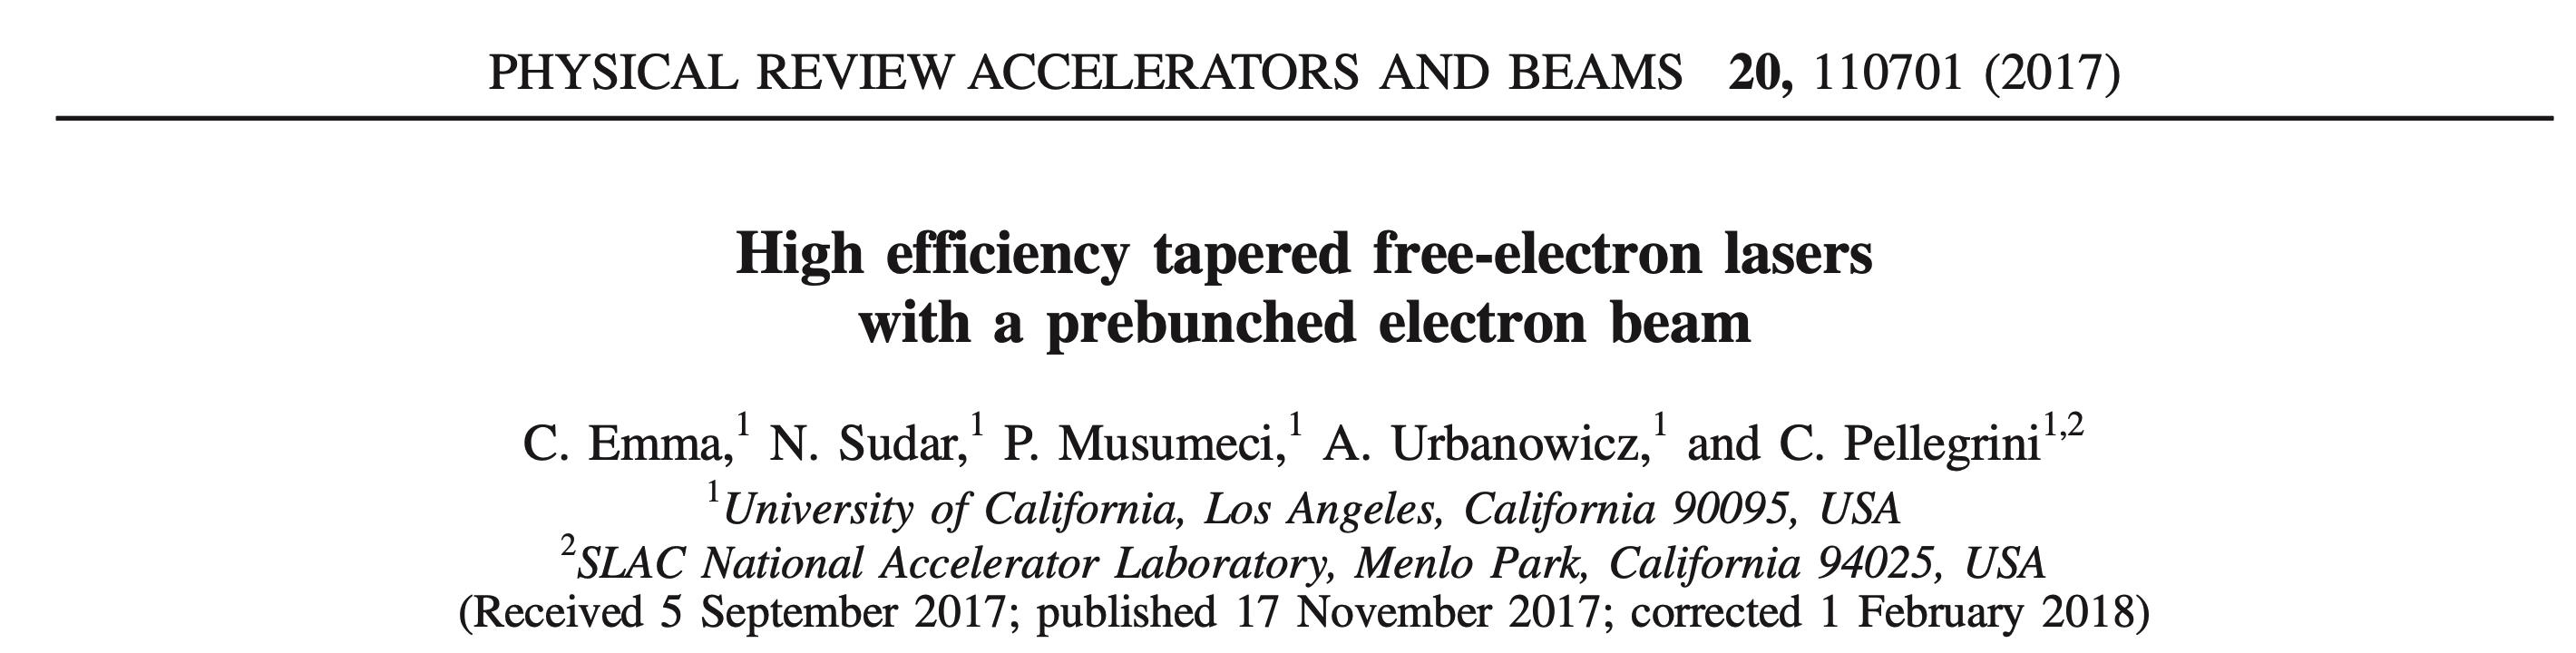 PHYSICAL REVIEW ACCELERATORS AND BEAMS 20, 110701 (2017)
High efficiency tapered free-electron lasers
with a prebunched electron beam
C. Emma,1 N. Sudar,1 P. Musumeci,1 A. Urbanowicz,1 and C. Pellegrini1,2
1University of California, Los Angeles, California 90095, USA
2SLAC National Accelerator Laboratory, Menlo Park, California 94025, USA
(Received 5 September 2017; published 17 November 2017; corrected 1 February 2018)